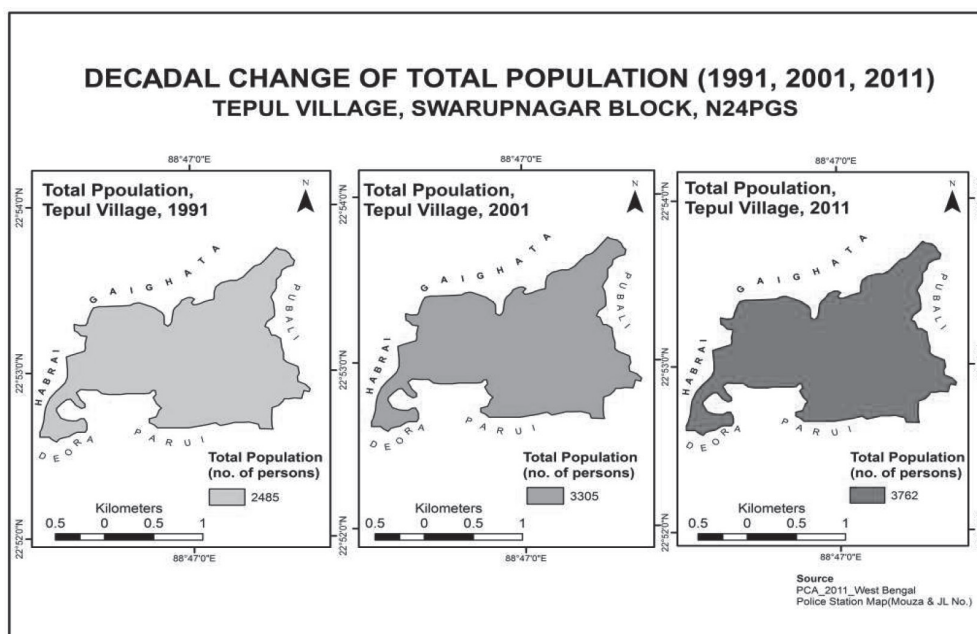 DECADAL CHANGE OF TOTAL POPULATION (1991, 2001, 2011)
TEPUL VILLAGE, SWARUPNAGAR BLOCK, N24PGS
88°47'0"E
Total Ppoulation,
Tepul Village, 1991
N
22°54'0"N
22°53'0"N
22°52'0"N
GAIGHATA
PUBALI
HABRAI
DEORA
PARUI
Total Population
(no. of persons)
2485
Kilometers
0.5 0 0.5 1
88°47'0"E
88°47'0"E
Total Ppoulation,
Tepul Village, 2001
N
22°54'0"N
22°53'0"N
22°52'0"N
GAIGHATA
PUBALI
HABRAI
DEORA
PARUI
Total Population
(no. of persons)
3305
Kilometers
0.5 0 0.5 1
88°47'0"E
88°47'0"E
Total Ppoulation,
Tepul Village, 2011
N
22°54'0"N
22°53'0"N
22°52'0"N
GAIGHATA
PUBALI
HABRAI
DEORA
PARUI
Total Population
(no. of persons)
3762
Kilometers
0.5 0 0.5 1
88°47'0"E
Source
PCA_2011_West Bengal
Police Station Map(Mouza & JL No.)